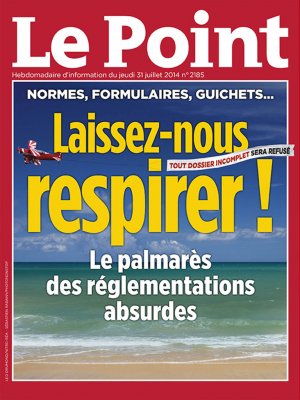 Le Point
Hebdomadaire d'information du jeudi 31 juillet 2014 n° 2185
NORMES, FORMULAIRES, GUICHETS...
Laissez-nous
TOUT DOSSIER INCOMPLET SERA REFUSÉ
respirer !
Le palmarès
des réglementations
absurdes